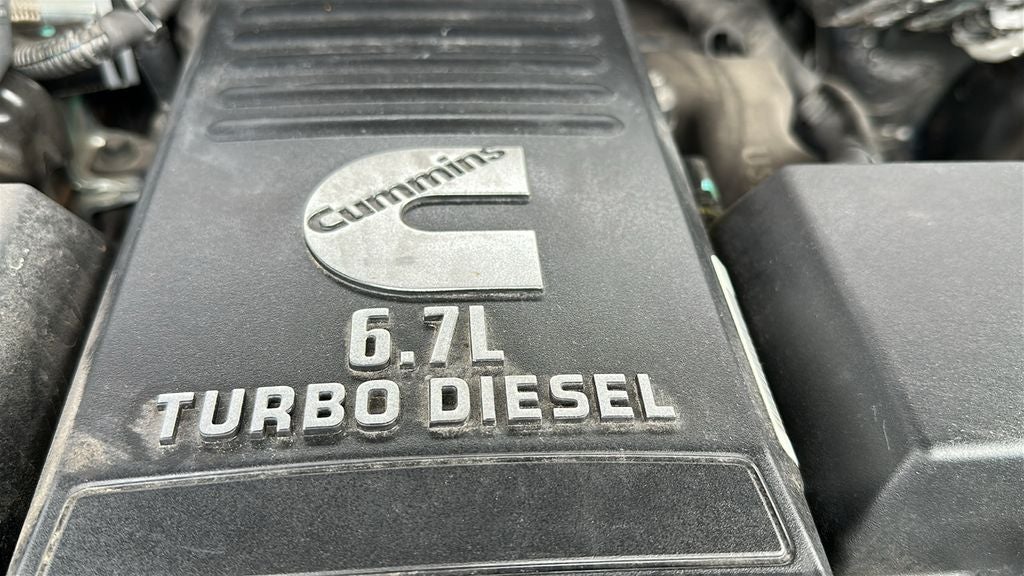 Cummins
6.7L
TURBO DIESEL